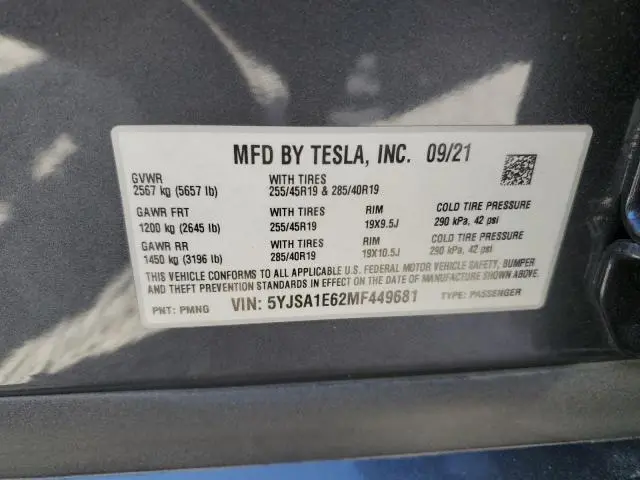 MFD BY TESLA, INC. 09/21
GVWR WITH TIRES
2567 kg (5657 lb) 255/45R19 & 285/40R19
GAWR FRT WITH TIRES RIM COLD TIRE PRESSURE
1200 kg (2645 lb) 255/45R19 19X9.5J 290 kPa, 42 psi
GAWR RR WITH TIRES RIM COLD TIRE PRESSURE
1450 kg (3196 lb) 285/40R19 19X10.5J 290 kPa, 42 psi
THIS VEHICLE CONFORMS TO ALL APPLICABLE U.S. FEDERAL MOTOR VEHICLE SAFETY, BUMPER
AND THEFT PREVENTION STANDARDS IN EFFECT ON THE DATE OF MANUFACTURE SHOWN ABOVE.
PNT: PMNG VIN: 5YJSA1E62MF449681 TYPE: PASSENGER